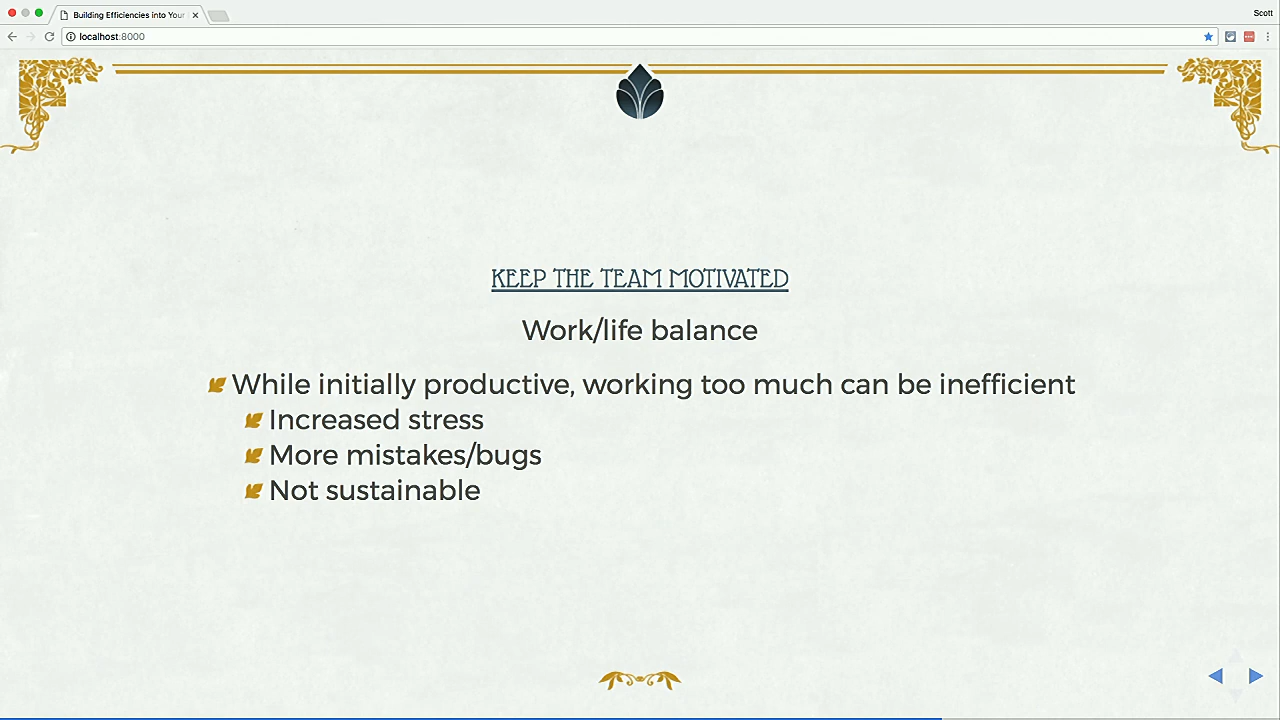 Building Efficiencies into Your
Scott
localhost:8000
KEEP THE TEAM MOTIVATED
Work/life balance
While initially productive, working too much can be inefficient
Increased stress
More mistakes/bugs
Not sustainable